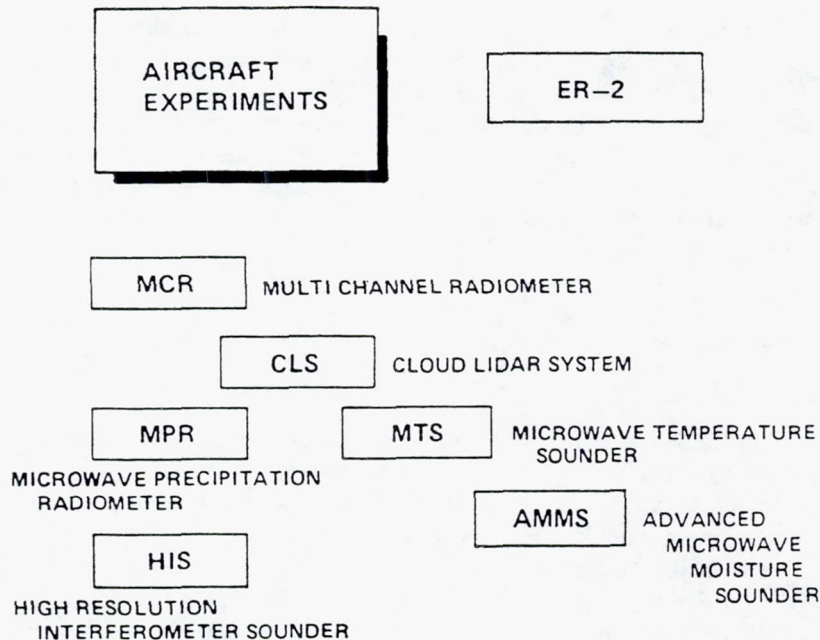 AIRCRAFT
EXPERIMENTS
ER–2
MCR
MULTI CHANNEL RADIOMETER
CLS
CLOUD LIDAR SYSTEM
MPR
MICROWAVE PRECIPITATION
RADIOMETER
MTS
MICROWAVE TEMPERATURE
SOUNDER
AMMS
ADVANCED
MICROWAVE
MOISTURE
SOUNDER
HIS
HIGH RESOLUTION
INTERFEROMETER SOUNDER